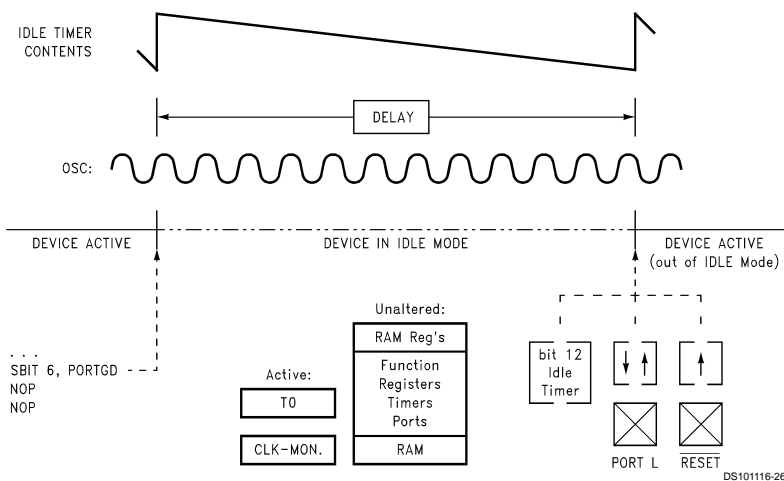 IDLE TIMER
CONTENTS
DELAY
OSC:
DEVICE ACTIVE
DEVICE IN IDLE MODE
DEVICE ACTIVE
(out of IDLE Mode)
. . .
SBIT 6, PORTGD
NOP
NOP
Active:
T0
CLK-MON.
Unaltered:
RAM Reg's
Function
Registers
Timers
Ports
RAM
bit 12
Idle
Timer
PORT L
RESET
DS101116-26